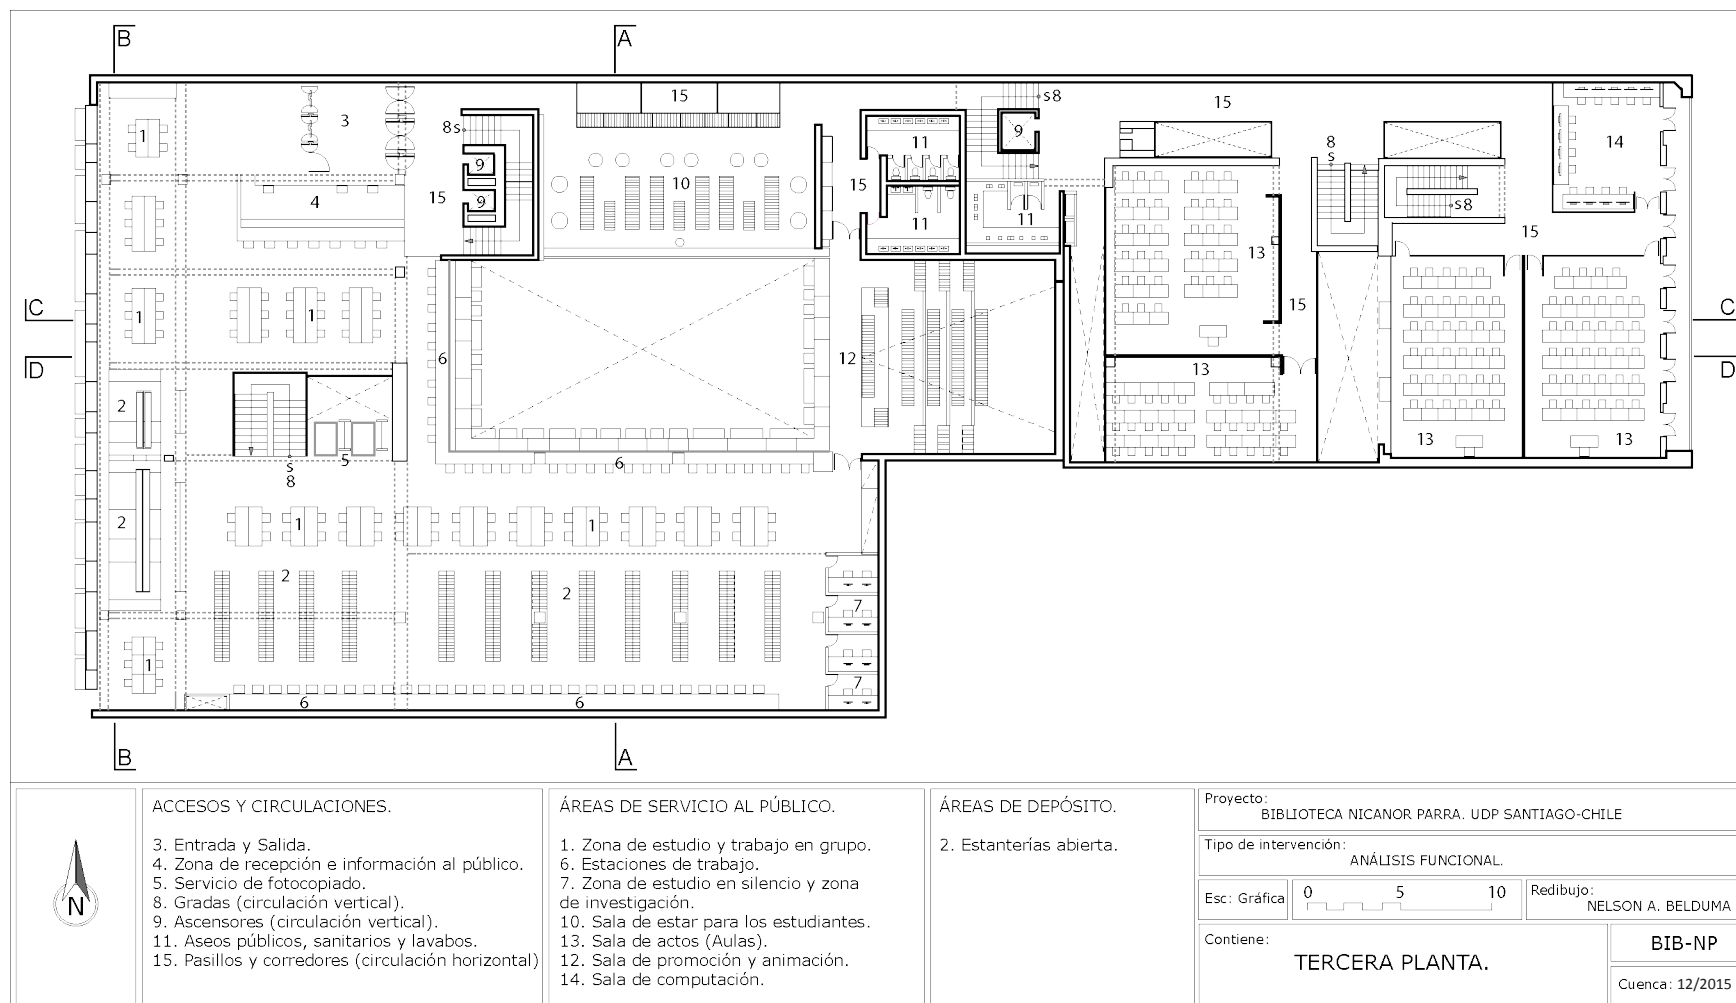 B
A
15
8s
3
s8
15
1
9
9
9
11
8
s
14
10
15
15
4
9
s8
11
11
15
13
C
1
1
15
C
6
12
D
13
D
2
13
13
5
6
s
8
2
1
1
2
2
7
1
7
6
6
B
A
N
ACCESOS Y CIRCULACIONES.
3. Entrada y Salida.
4. Zona de recepción e información al público.
5. Servicio de fotocopiado.
8. Gradas (circulación vertical).
9. Ascensores (circulación vertical).
11. Aseos públicos, sanitarios y lavabos.
15. Pasillos y corredores (circulación horizontal)
ÁREAS DE SERVICIO AL PÚBLICO.
1. Zona de estudio y trabajo en grupo.
6. Estaciones de trabajo.
7. Zona de estudio en silencio y zona
de investigación.
10. Sala de estar para los estudiantes.
13. Sala de actos (Aulas).
12. Sala de promoción y animación.
14. Sala de computación.
ÁREAS DE DEPÓSITO.
2. Estanterías abierta.
Proyecto:
BIBLIOTECA NICANOR PARRA. UDP SANTIAGO-CHILE
Tipo de intervención:
ANÁLISIS FUNCIONAL.
Esc: Gráfica
0 5 10
Redibujo:
NELSON A. BELDUMA
Contiene:
TERCERA PLANTA.
BIB-NP
Cuenca: 12/2015